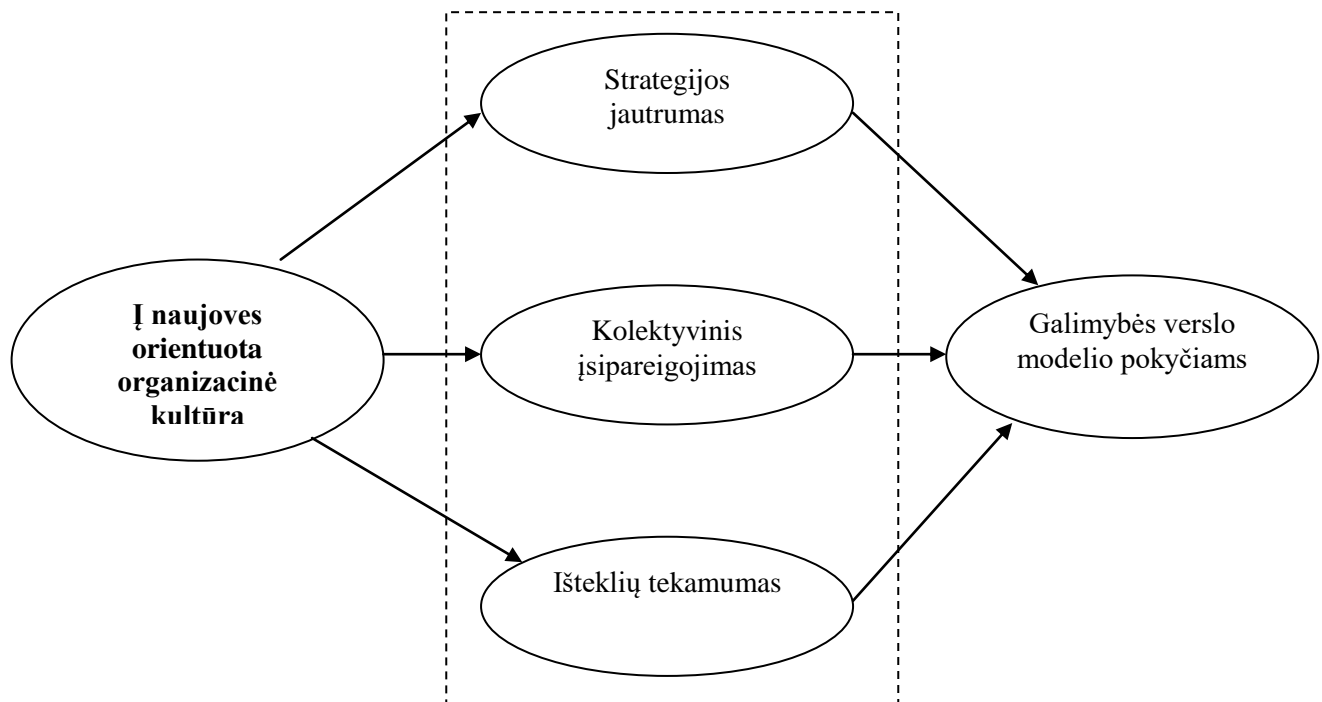 Strategijos
jautrumas
Į naujoves
orientuota
organizacinė
kultūra
Kolektyvinis
įsipareigojimas
Galimybės verslo
modelio pokyčiams
Išteklių tekamumas